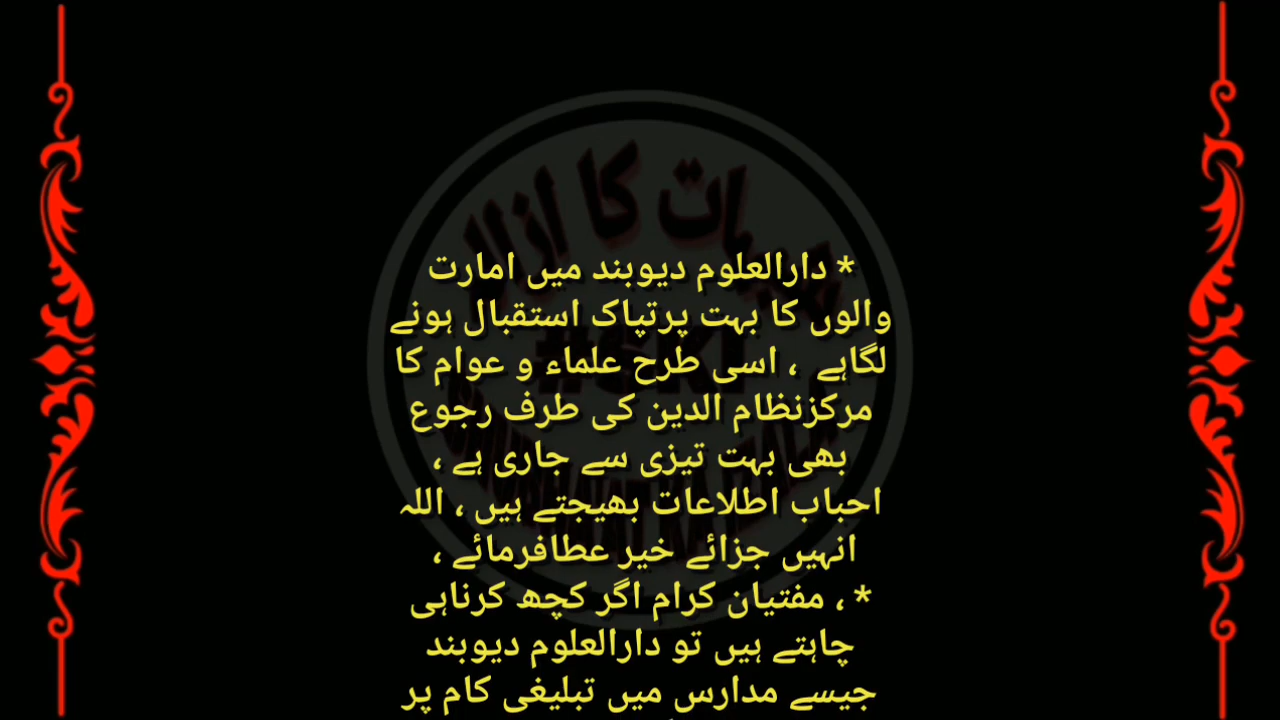 * دارالعلوم دیوبند میں امارت
والوں کا بہت پرتپاک استقبال ہونے
لگاہے ، اسی طرح علماء و عوام کا
مرکزنظام الدین کی طرف رجوع
بھی بہت تیزی سے جاری ہے ،
احباب اطلاعات بھیجتے ہیں ، اللہ
انہیں جزائے خیر عطافرمائے ،
* ، مفتیان کرام اگر کچھ کرناہی
چاہتے ہیں تو دارالعلوم دیوبند
جیسے مدارس میں تبلیغی کام پر